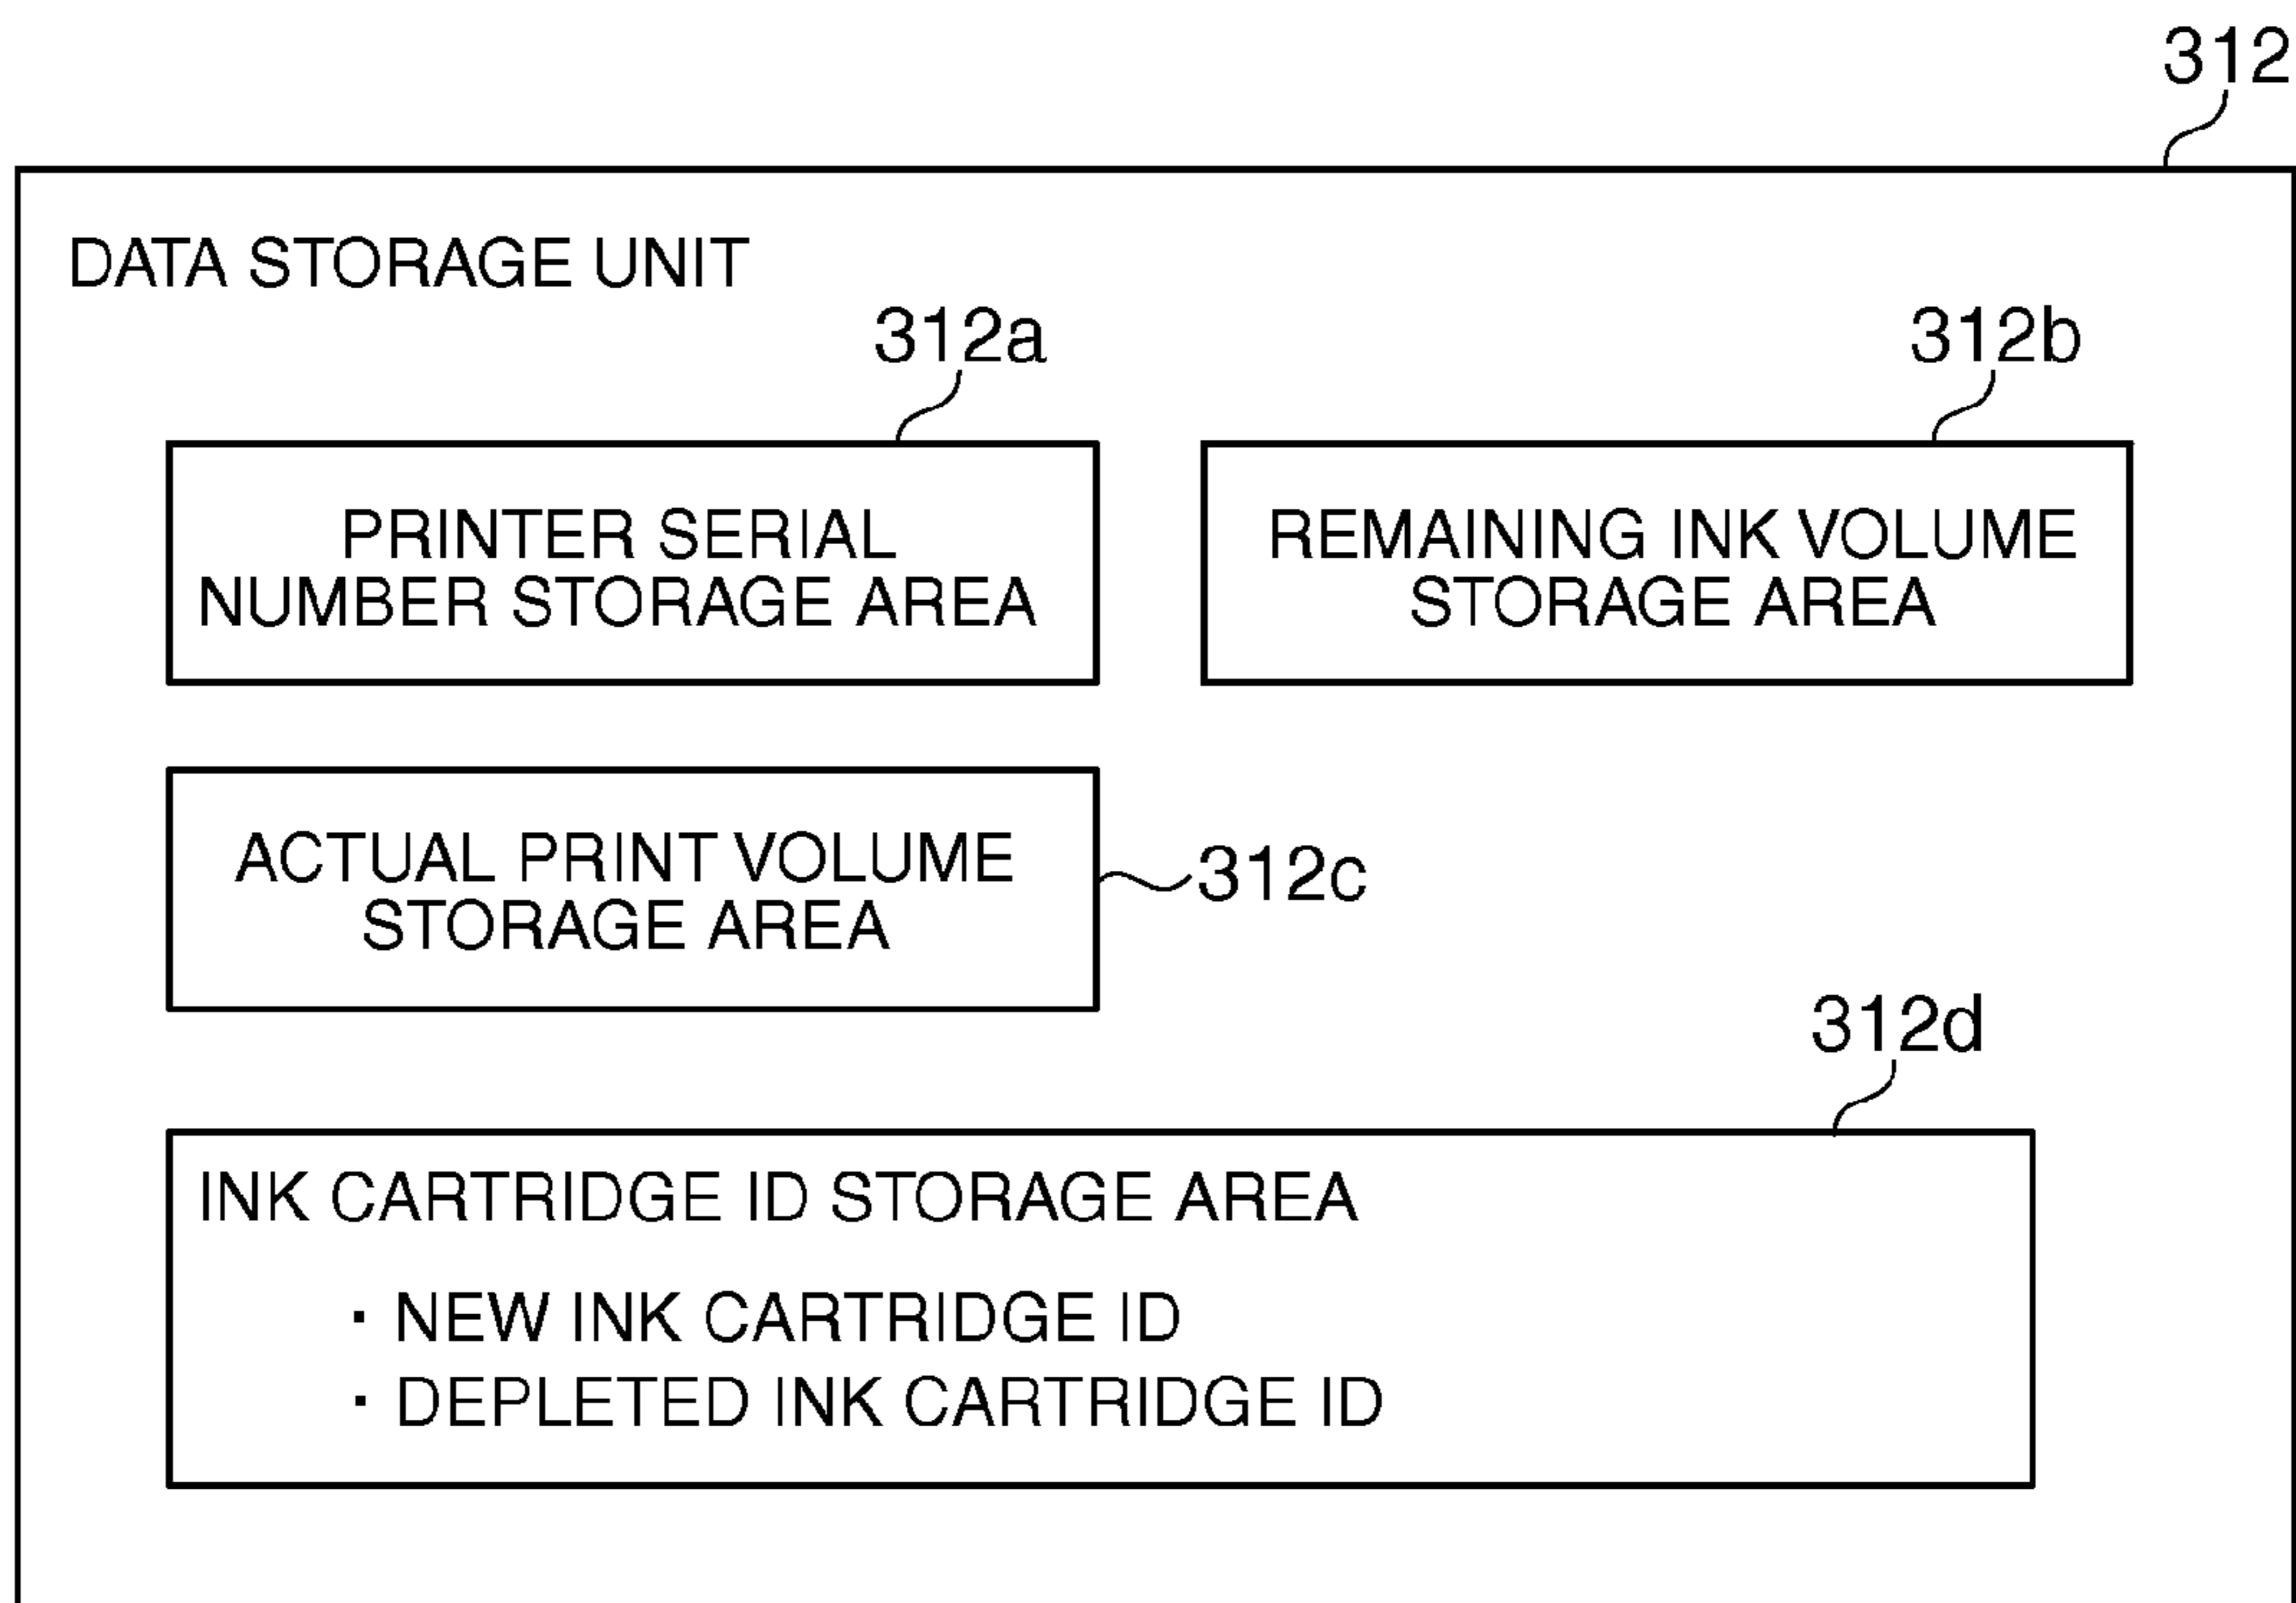 312
DATA STORAGE UNIT
312a
312b
PRINTER SERIAL
NUMBER STORAGE AREA
REMAINING INK VOLUME
STORAGE AREA
ACTUAL PRINT VOLUME
STORAGE AREA
312c
312d
INK CARTRIDGE ID STORAGE AREA
· NEW INK CARTRIDGE ID
· DEPLETED INK CARTRIDGE ID